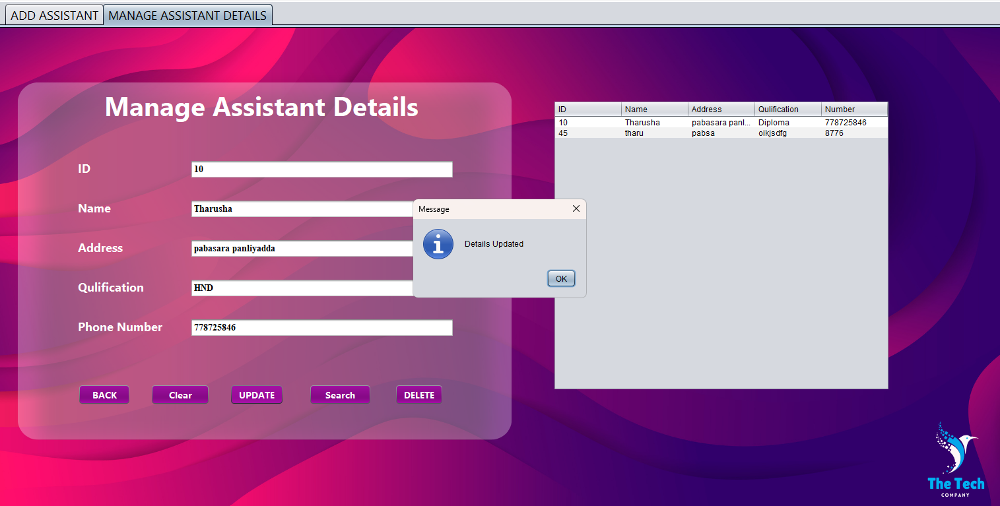 ADD ASSISTANT MANAGE ASSISTANT DETAILS
Manage Assistant Details
ID 10
Name Tharusha
Address pabasara panliyadda
Qulification HND
Phone Number 778725846
BACK Clear UPDATE Search DELETE
ID Name Address Qulification Number
10 Tharusha pabasara panl... Diploma 778725846
45 tharu pabsa oikjsdfg 8776
Message
Details Updated
OK
The Tech
COMPANY